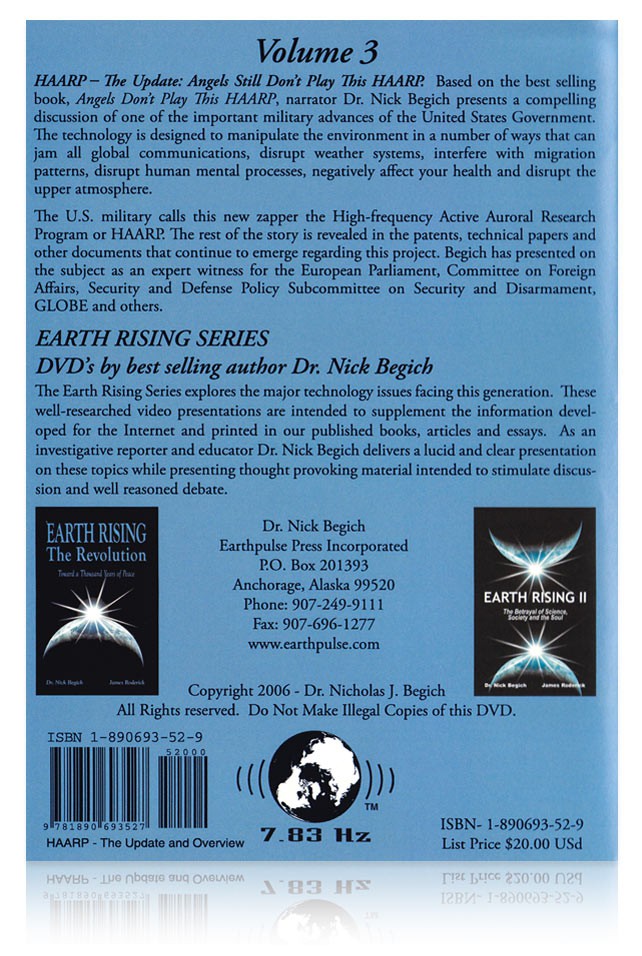 Volume 3
HAARP – The Update: Angels Still Don't Play This HAARP. Based on the best selling
book, Angels Don't Play This HAARP, narrator Dr. Nick Begich presents a compelling
discussion of one of the important military advances of the United States Government.
The technology is designed to manipulate the environment in a number of ways that can
jam all global communications, disrupt weather systems, interfere with migration
patterns, disrupt human mental processes, negatively affect your health and disrupt the
upper atmosphere.
The U.S. military calls this new zapper the High-frequency Active Auroral Research
Program or HAARP. The rest of the story is revealed in the patents, technical papers and
other documents that continue to emerge regarding this project. Begich has presented on
the subject as an expert witness for the European Parliament, Committee on Foreign
Affairs, Security and Defense Policy Subcommittee on Security and Disarmament,
GLOBE and others.
EARTH RISING SERIES
DVD's by best selling author Dr. Nick Begich
The Earth Rising Series explores the major technology issues facing this generation. These
well-researched video presentations are intended to supplement the information devel-
oped for the Internet and printed in our published books, articles and essays. As an
investigative reporter and educator Dr. Nick Begich delivers a lucid and clear presentation
on these topics while presenting thought provoking material intended to stimulate discus-
sion and well reasoned debate.
EARTH RISING
The Revolution
Toward a Thousand Years of Peace
Dr. Nick Begich James Roderick
Dr. Nick Begich
Earthpulse Press Incorporated
P.O. Box 201393
Anchorage, Alaska 99520
Phone: 907-249-9111
Fax: 907-696-1277
www.earthpulse.com
EARTH RISING II
The Betrayal of Science,
Society and the Soul
Dr Nick Begich James Roderick
Copyright 2006 - Dr. Nicholas J. Begich
All Rights reserved. Do Not Make Illegal Copies of this DVD.
ISBN 1-890693-52-9
52000
9 781890 693527
HAARP - The Update and Overview
TM
7.83 Hz
ISBN- 1-890693-52-9
List Price $20.00 USd